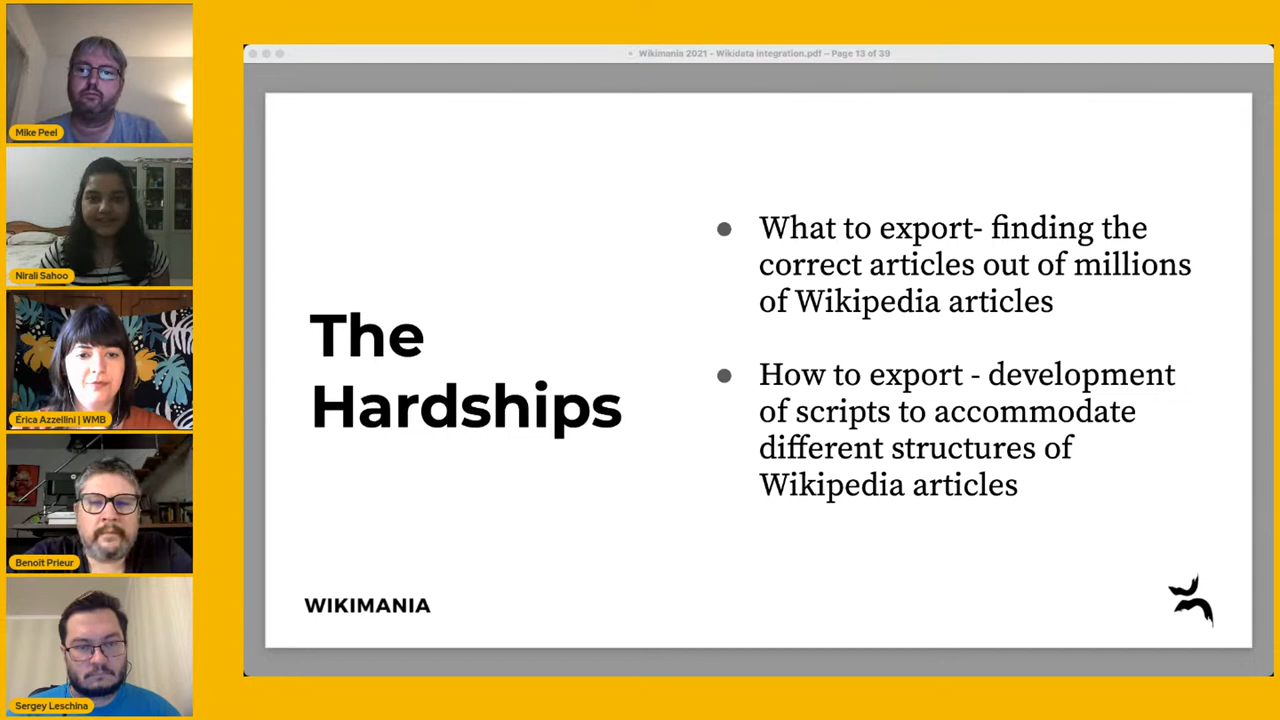 Mike Peel
Nirali Sahoo
Érica Azzellini | WMB
Benoît Prieur
Sergey Leschina
Wikimania 2021 - Wikidata integration.pdf – Page 13 of 39
The
Hardships
● What to export- finding the
correct articles out of millions
of Wikipedia articles
● How to export - development
of scripts to accommodate
different structures of
Wikipedia articles
WIKIMANIA